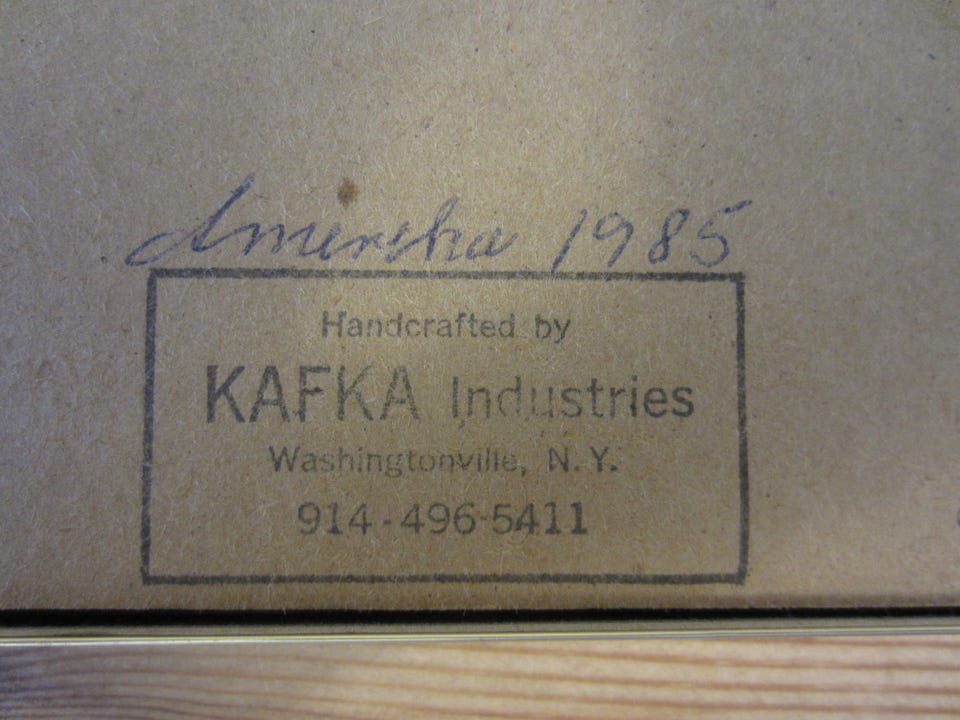 1985
Handcrafted by
KAFKA Industries
Washingtonville, N.Y.
914-496-5411